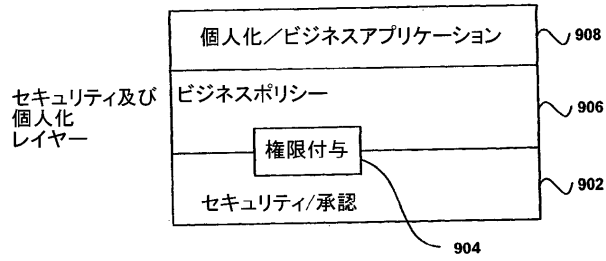 個人化／ビジネスアプリケーション
908
セキュリティ及び
個人化
レイヤー
ビジネスポリシー
906
権限付与
セキュリティ/承認
902
904